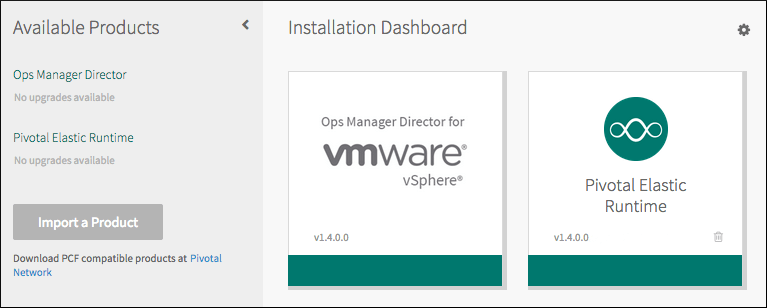 Available Products
Ops Manager Director
No upgrades available
Pivotal Elastic Runtime
No upgrades available
Import a Product
Download PCF compatible products at Pivotal
Network
Installation Dashboard
Ops Manager Director for
vmware®
vSphere®
v1.4.0.0
Pivotal Elastic
Runtime
v1.4.0.0